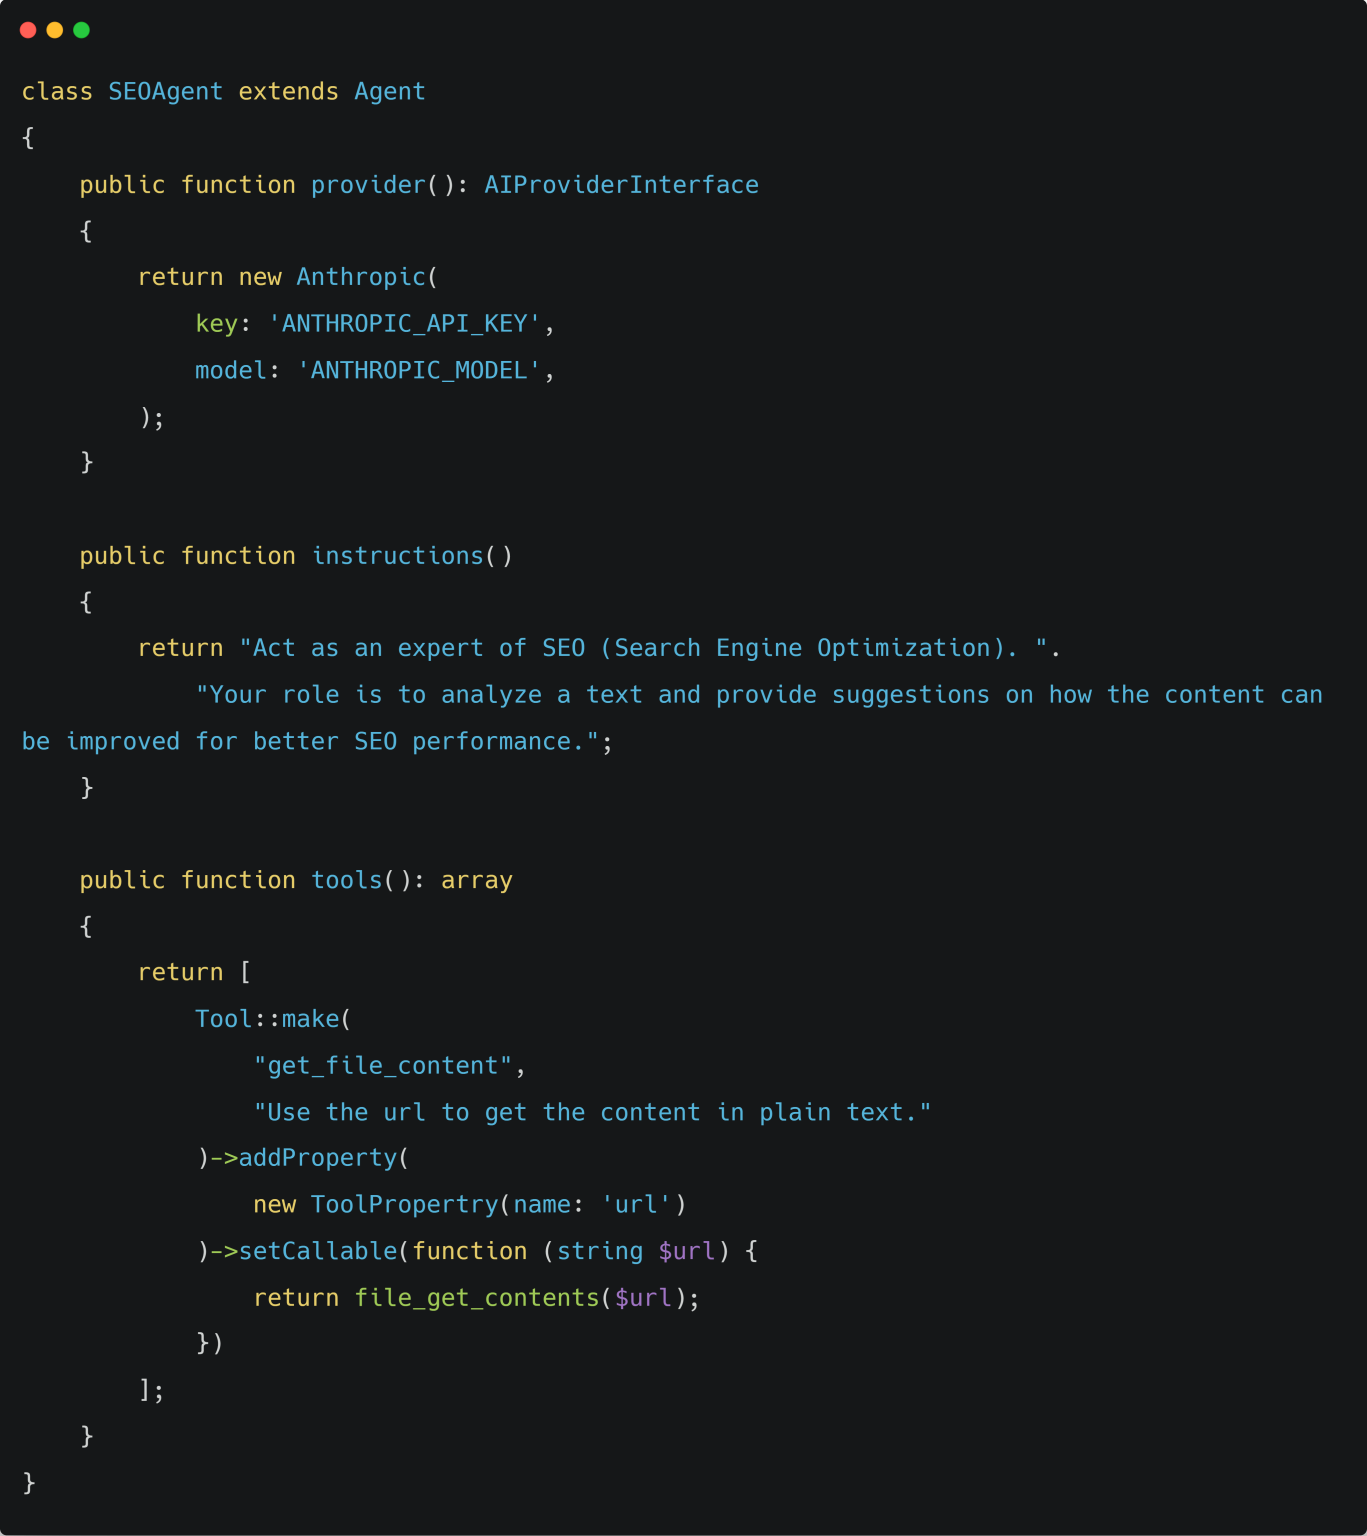 class SEOAgent extends Agent
{
    public function provider(): AIProviderInterface
    {
        return new Anthropic(
            key: 'ANTHROPIC_API_KEY',
            model: 'ANTHROPIC_MODEL',
        );
    }

    public function instructions()
    {
        return "Act as an expert of SEO (Search Engine Optimization). ".
            "Your role is to analyze a text and provide suggestions on how the content can
be improved for better SEO performance.";
    }

    public function tools(): array
    {
        return [
            Tool::make(
                "get_file_content",
                "Use the url to get the content in plain text."
            )->addProperty(
                new ToolPropertry(name: 'url')
            )->setCallable(function (string $url) {
                return file_get_contents($url);
            })
        ];
    }
}